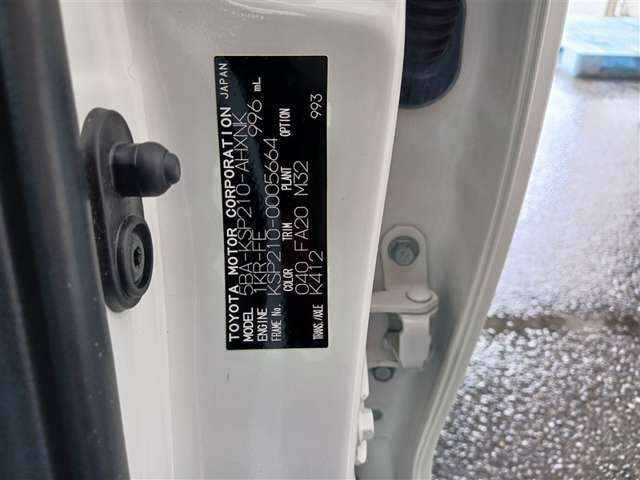 TOYOTA MOTOR CORPORATION JAPAN
MODEL 5BA-KSP210-AHXNK
ENGINE 1KR-FE 996 mL
FRAME No. KSP210-0005664
COLOR TRIM PLANT OPTION
040 FA20 M32 993
K412
TRANS./AXLE